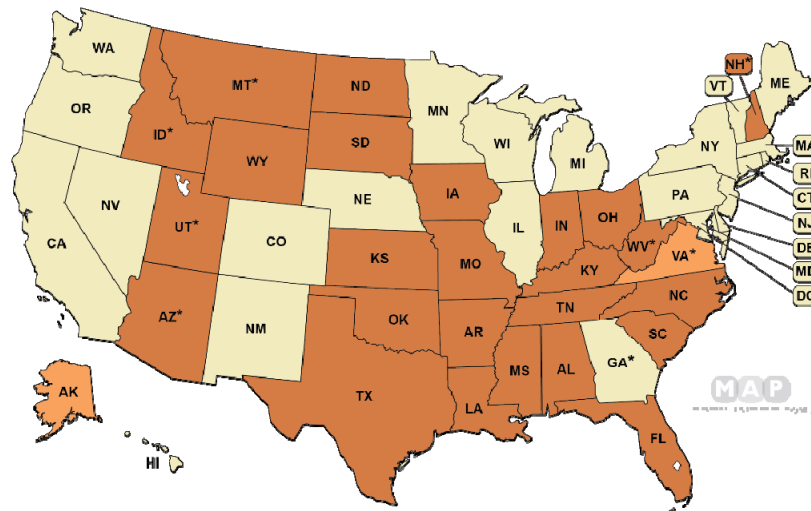 WA
MT*
ND
MN
NH*
VT
ME
OR
ID*
SD
WI
MI
NY
MA
WY
RI
NV
UT*
NE
IA
PA
CT
NJ
CA
CO
IL
IN
OH
WV*
VA*
DE
MD
DC
KS
MO
KY
AZ*
NM
OK
AR
TN
NC
SC
MS
AL
GA*
AK
TX
LA
FL
HI
MAP